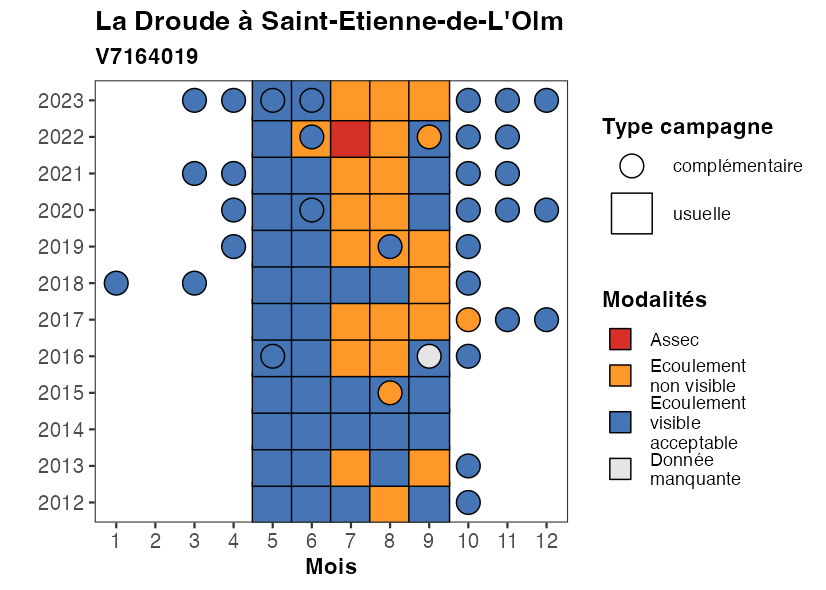 La Droude à Saint-Etienne-de-L'Olm
V7164019
2023
2022
2021
2020
2019
2018
2017
2016
2015
2014
2013
2012
1 2 3 4 5 6 7 8 9 10 11 12
Mois
Type campagne
complémentaire
usuelle
Modalités
Assec
Ecoulement
non visible
Ecoulement
visible
acceptable
Donnée
manquante